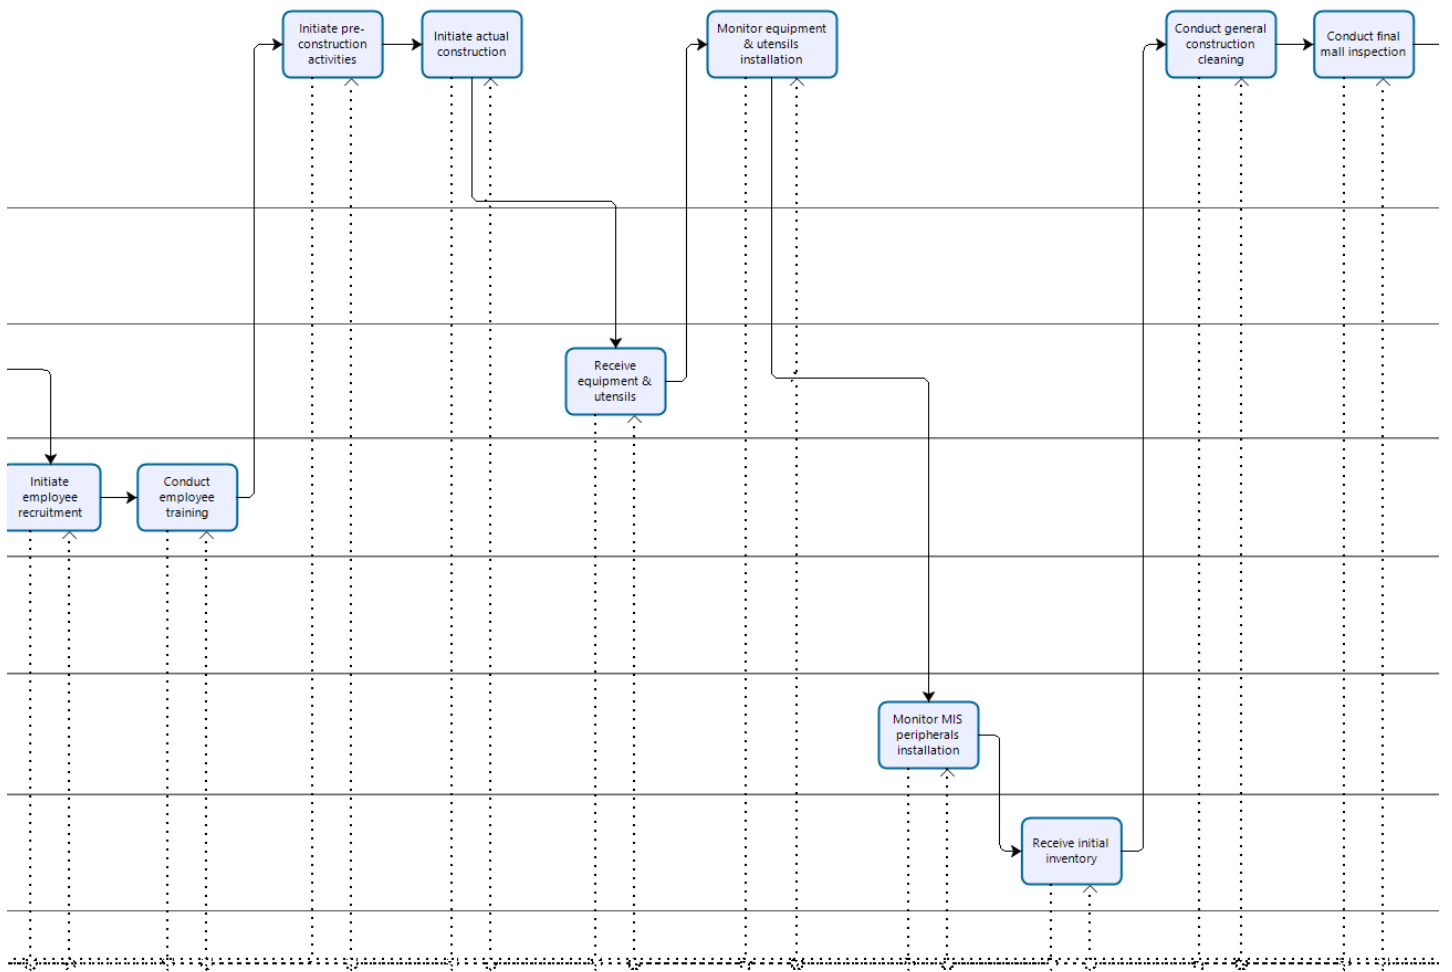 Initiate pre-
construction
activities
Initiate actual
construction
Monitor equipment
& utensils
installation
Conduct general
construction
cleaning
Conduct final
mall inspection
Receive
equipment &
utensils
Initiate
employee
recruitment
Conduct
employee
training
Monitor MIS
peripherals
installation
Receive initial
inventory